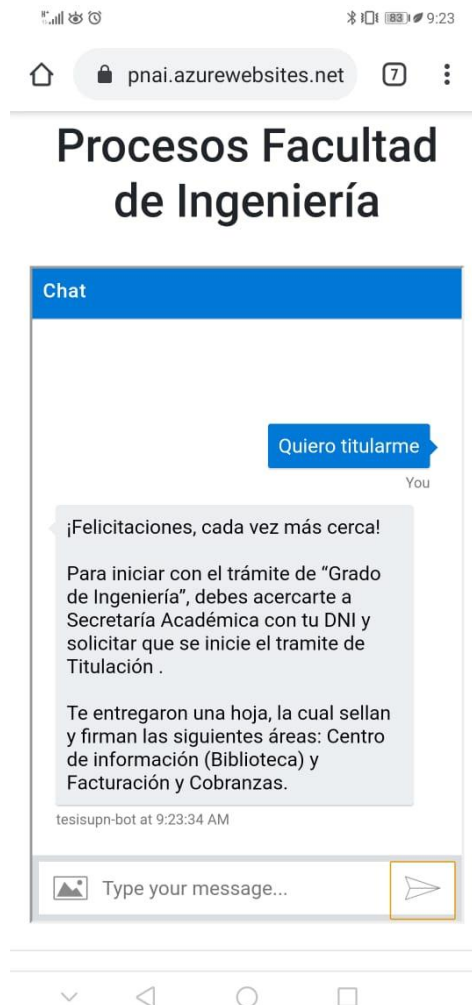 83 9:23
pnai.azurewebsites.net 7
Procesos Facultad
de Ingeniería
Chat
Quiero titularme
You
¡Felicitaciones, cada vez más cerca!
Para iniciar con el trámite de “Grado
de Ingeniería”, debes acercarte a
Secretaría Académica con tu DNI y
solicitar que se inicie el tramite de
Titulación .
Te entregaron una hoja, la cual sellan
y firman las siguientes áreas: Centro
de información (Biblioteca) y
Facturación y Cobranzas.
tesisupn-bot at 9:23:34 AM
Type your message...